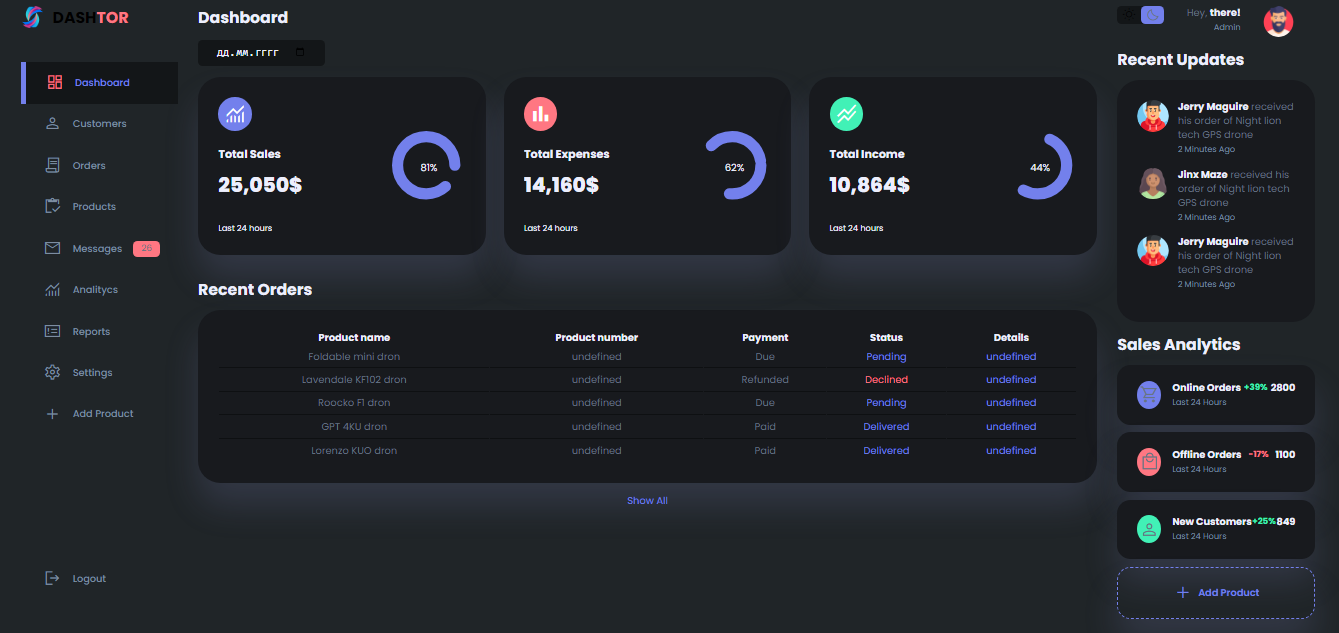 DASHTOR
Dashboard
Customers
Orders
Products
Messages 26
Analitycs
Reports
Settings
Add Product
Logout
Dashboard
ДД.ММ.ГГГГ
Total Sales
25,050$
81%
Last 24 hours
Total Expenses
14,160$
62%
Last 24 hours
Total Income
10,864$
44%
Last 24 hours
Recent Orders
Product name Product number Payment Status Details
Foldable mini dron undefined Due Pending undefined
Lavendale KF102 dron undefined Refunded Declined undefined
Roocko F1 dron undefined Due Pending undefined
GPT 4KU dron undefined Paid Delivered undefined
Lorenzo KUO dron undefined Paid Delivered undefined
Show All
Hey, there!
Admin
Recent Updates
Jerry Maguire received
his order of Night lion
tech GPS drone
2 Minutes Ago
Jinx Maze received his
order of Night lion tech
GPS drone
2 Minutes Ago
Jerry Maguire received
his order of Night lion
tech GPS drone
2 Minutes Ago
Sales Analytics
Online Orders +39% 2800
Last 24 Hours
Offline Orders -17% 1100
Last 24 Hours
New Customers +25% 849
Last 24 Hours
Add Product